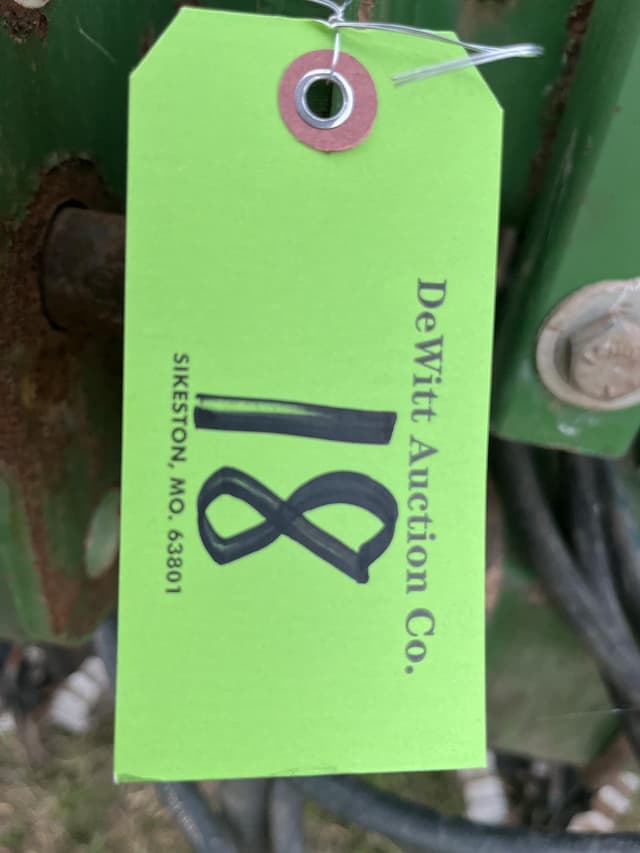 DeWitt Auction Co.
18
SIKESTON, MO. 63801